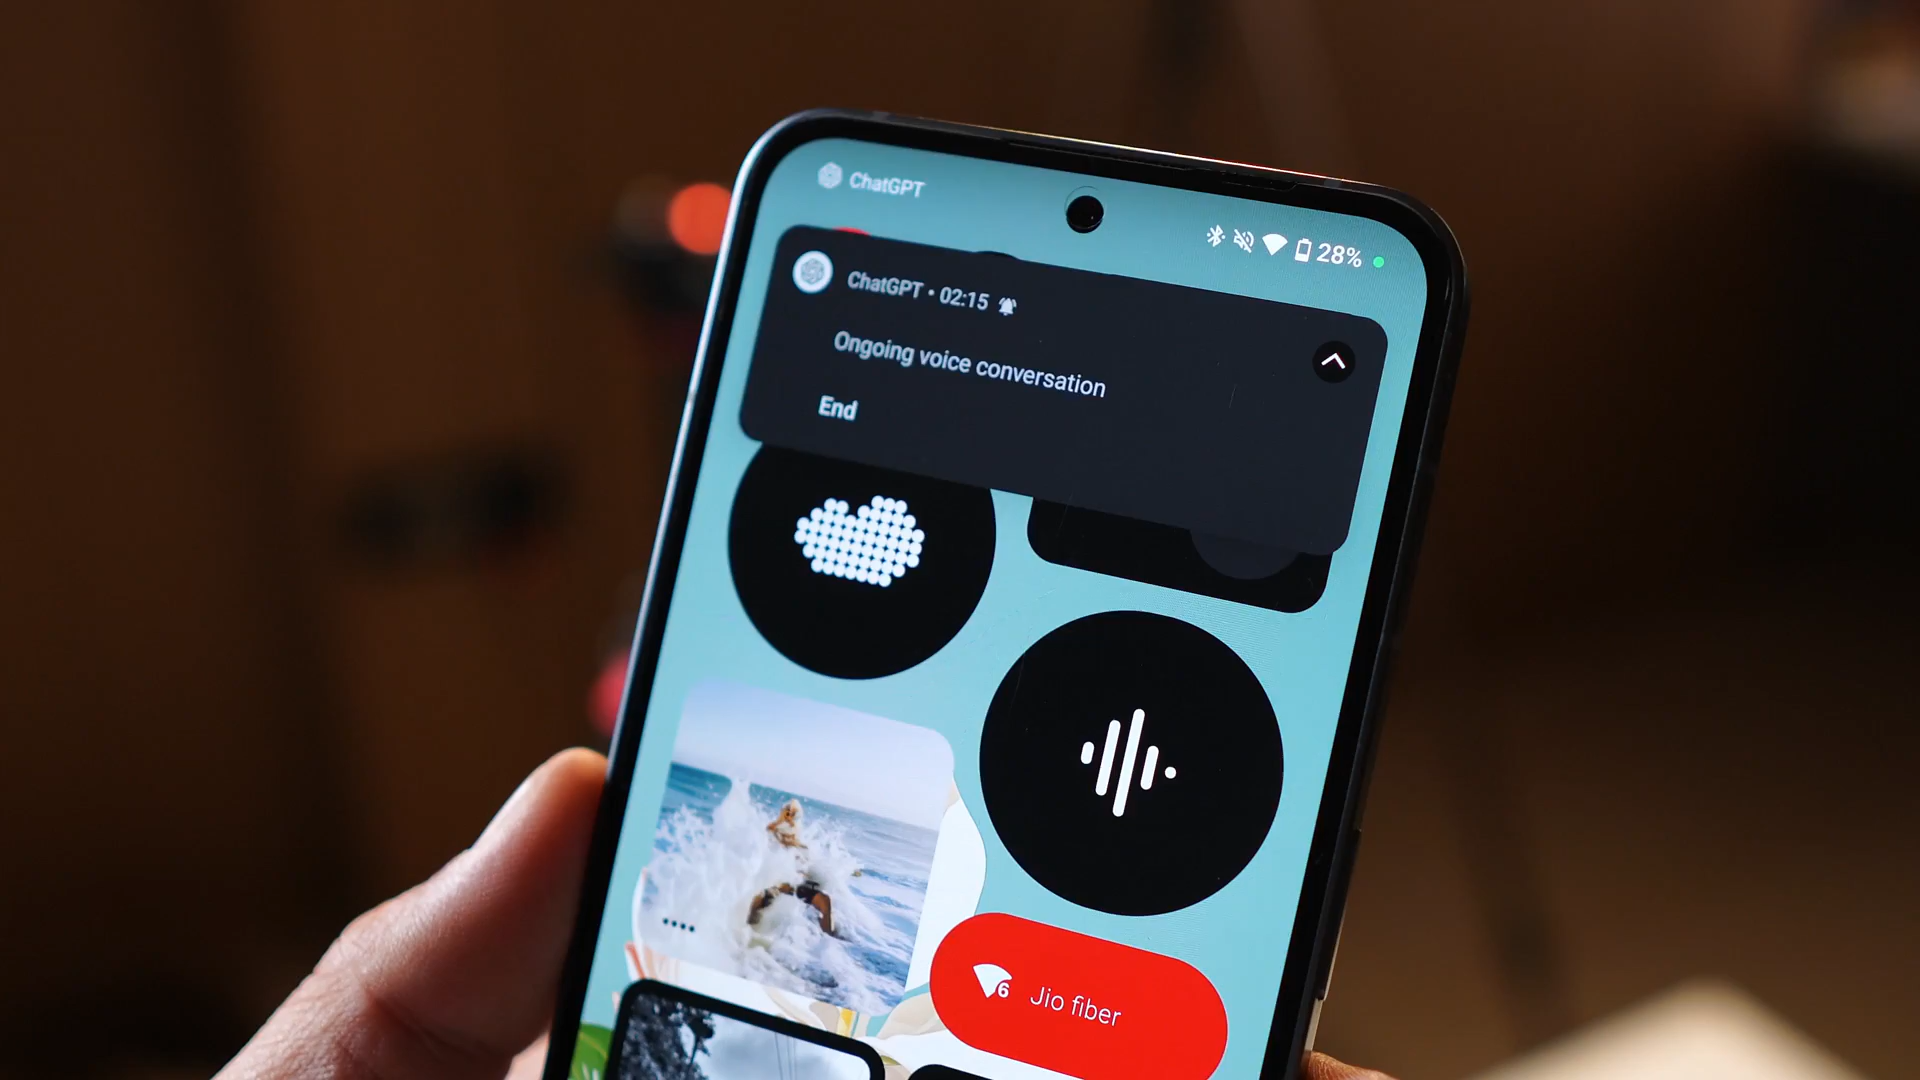 ChatGPT
28%
ChatGPT • 02:15
Ongoing voice conversation
End
6
Jio fiber